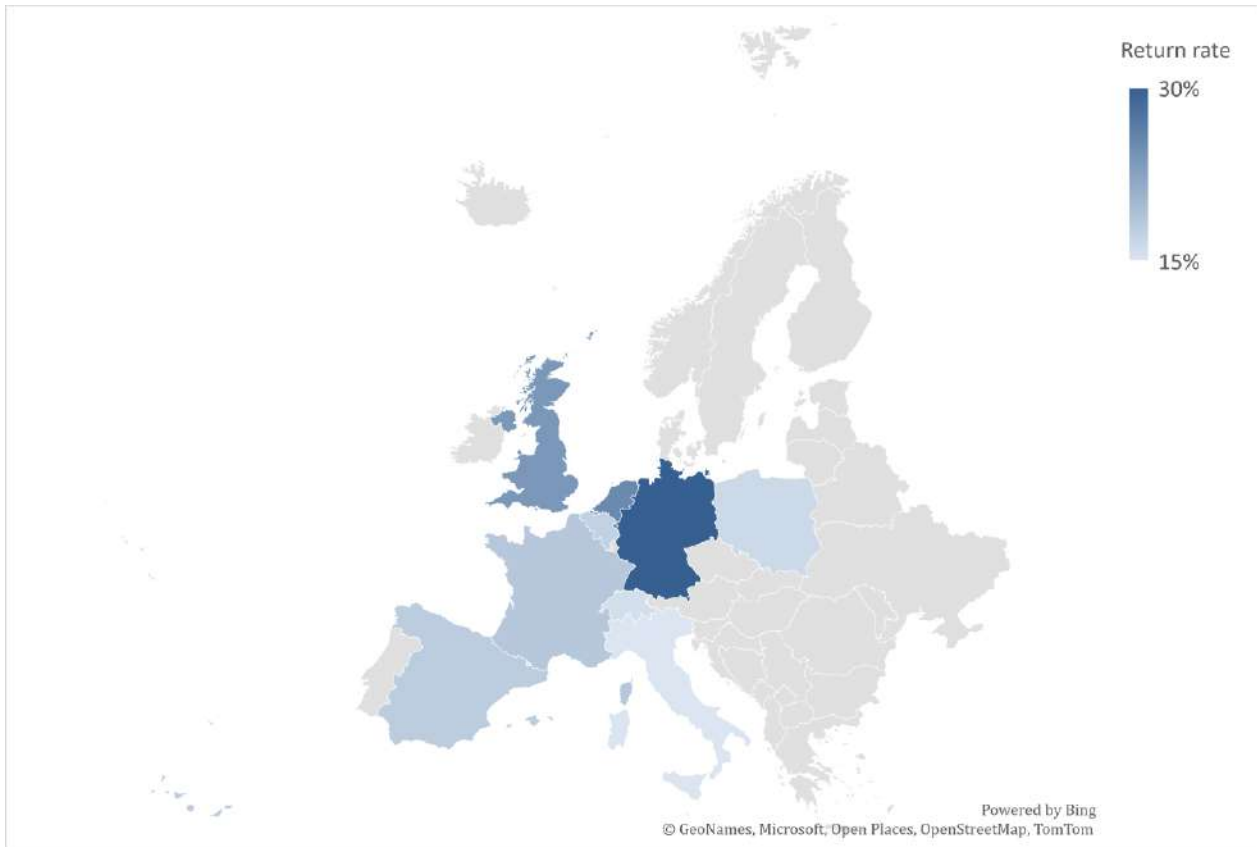 Return rate
30%
15%
Powered by Bing
© GeoNames, Microsoft, Open Places, OpenStreetMap, TomTom